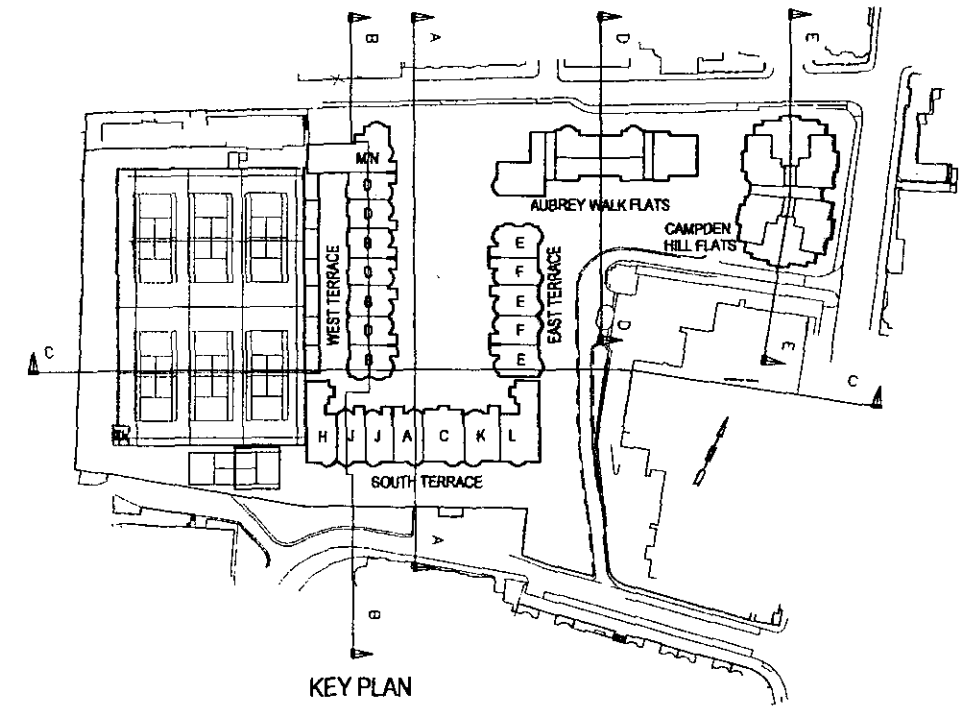 B
A
D
E
M/N
D
D
B
D
B
D
B
WEST TERRACE
AUBREY WALK FLATS
CAMPDEN
HILL FLATS
E
F
E
F
E
EAST TERRACE
D
E
C
C
H
J
J
A
C
K
L
SOUTH TERRACE
A
B
KEY PLAN